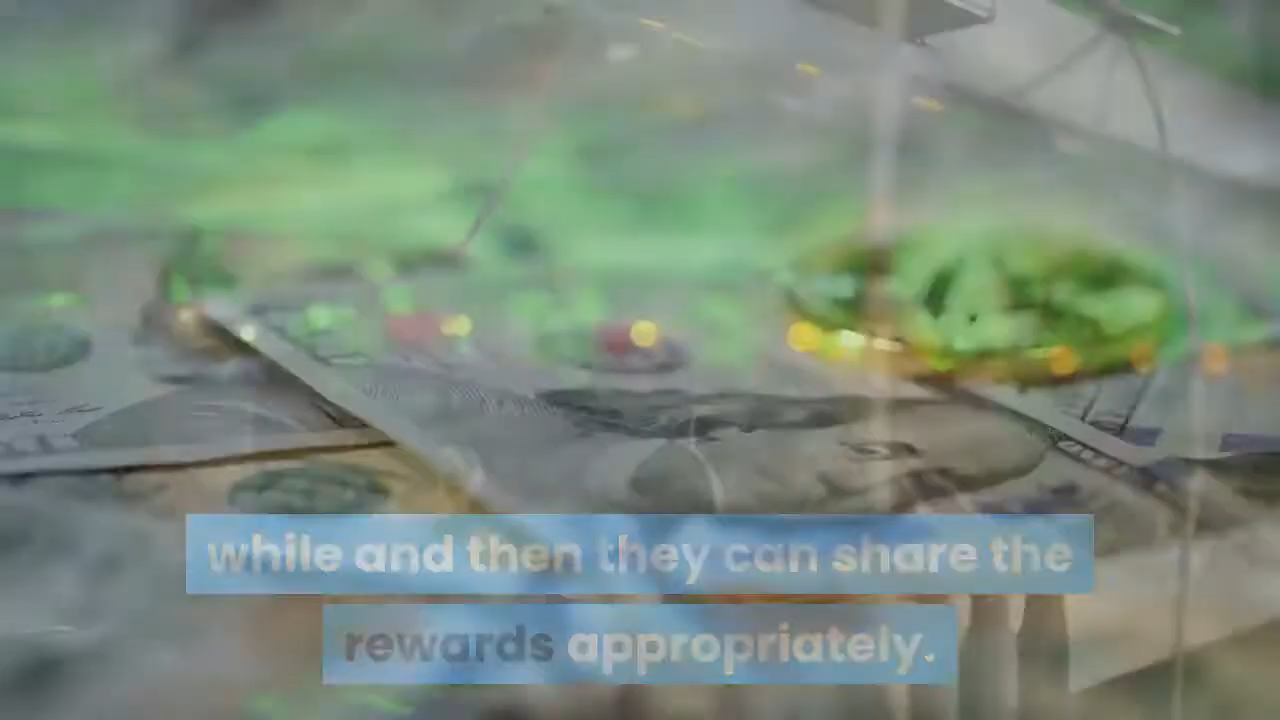 while and then they can share the
rewards appropriately.